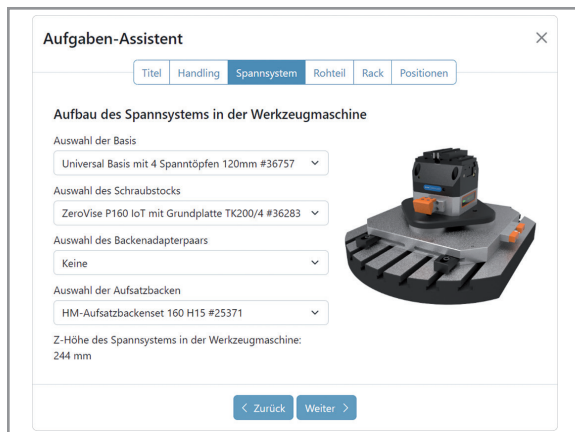 Aufgaben-Assistent
Titel
Handling
Spannsystem
Rohteil
Rack
Positionen
Aufbau des Spannsystems in der Werkzeugmaschine
Auswahl der Basis
Universal Basis mit 4 Spanntöpfen 120mm #36757
Auswahl des Schraubstocks
ZeroVise P160 IoT mit Grundplatte TK200/4 #36283
Auswahl des Backenadapterpaars
Keine
Auswahl der Aufsatzbacken
HM-Aufsatzbackenset 160 H15 #25371
Z-Höhe des Spannsystems in der Werkzeugmaschine:
244 mm
Zurück
Weiter